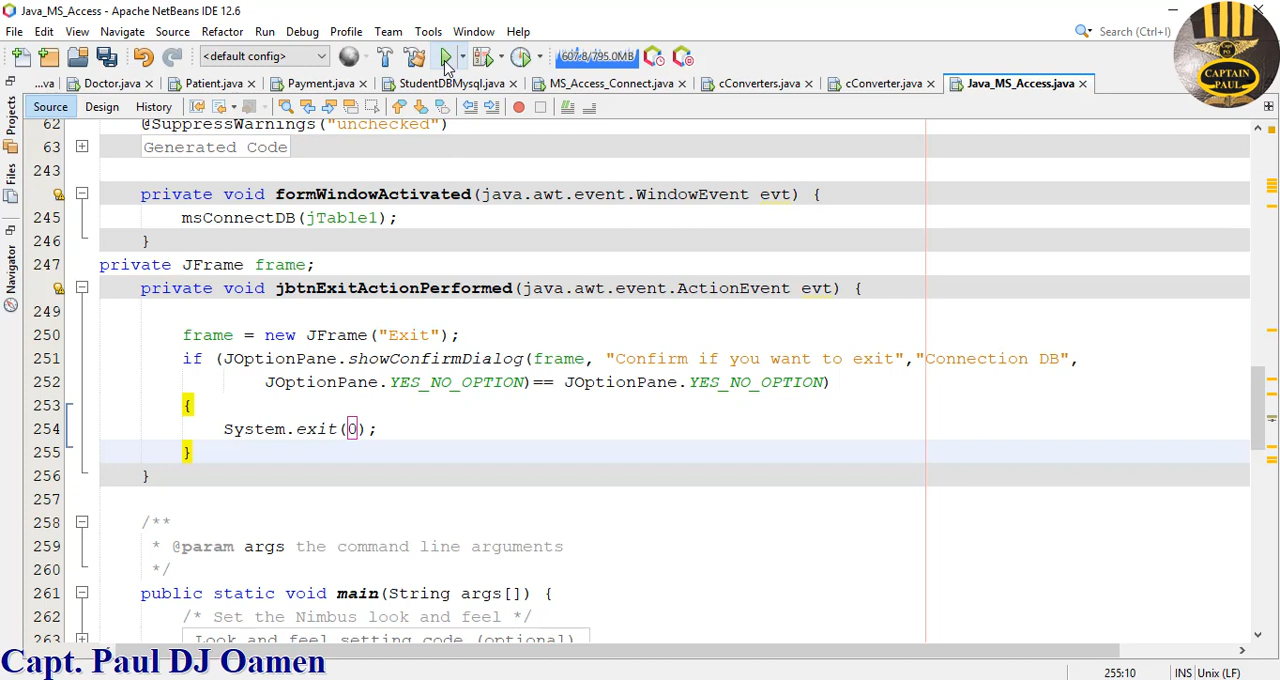 Java_MS_Access - Apache NetBeans IDE 12.6
File Edit View Navigate Source Refactor Run Debug Profile Team Tools Window Help
Search (Ctrl+I)
<default config>
607.8/795.0MB
...va Doctor.java Patient.java Payment.java StudentDBMysql.java MS_Access_Connect.java cConverters.java cConverter.java Java_MS_Access.java
Source Design History
CAPTAIN
PAUL
Projects
Files
Navigator
62 @SuppressWarnings("unchecked")
63 Generated Code
243
private void formWindowActivated(java.awt.event.WindowEvent evt) {
245 msConnectDB(jTable1);
246 }
247 private JFrame frame;
private void jbtnExitActionPerformed(java.awt.event.ActionEvent evt) {
249
250 frame = new JFrame("Exit");
251 if (JOptionPane.showConfirmDialog(frame, "Confirm if you want to exit","Connection DB",
252 JOptionPane.YES_NO_OPTION)== JOptionPane.YES_NO_OPTION)
253 {
254 System.exit(0);
255 }
256 }
257
258 /**
259 * @param args the command line arguments
260 */
261 public static void main(String args[]) {
262 /* Set the Nimbus look and feel */
263 Look and feel setting code (optional)
Capt. Paul DJ Oamen
255:10 INS Unix (LF)